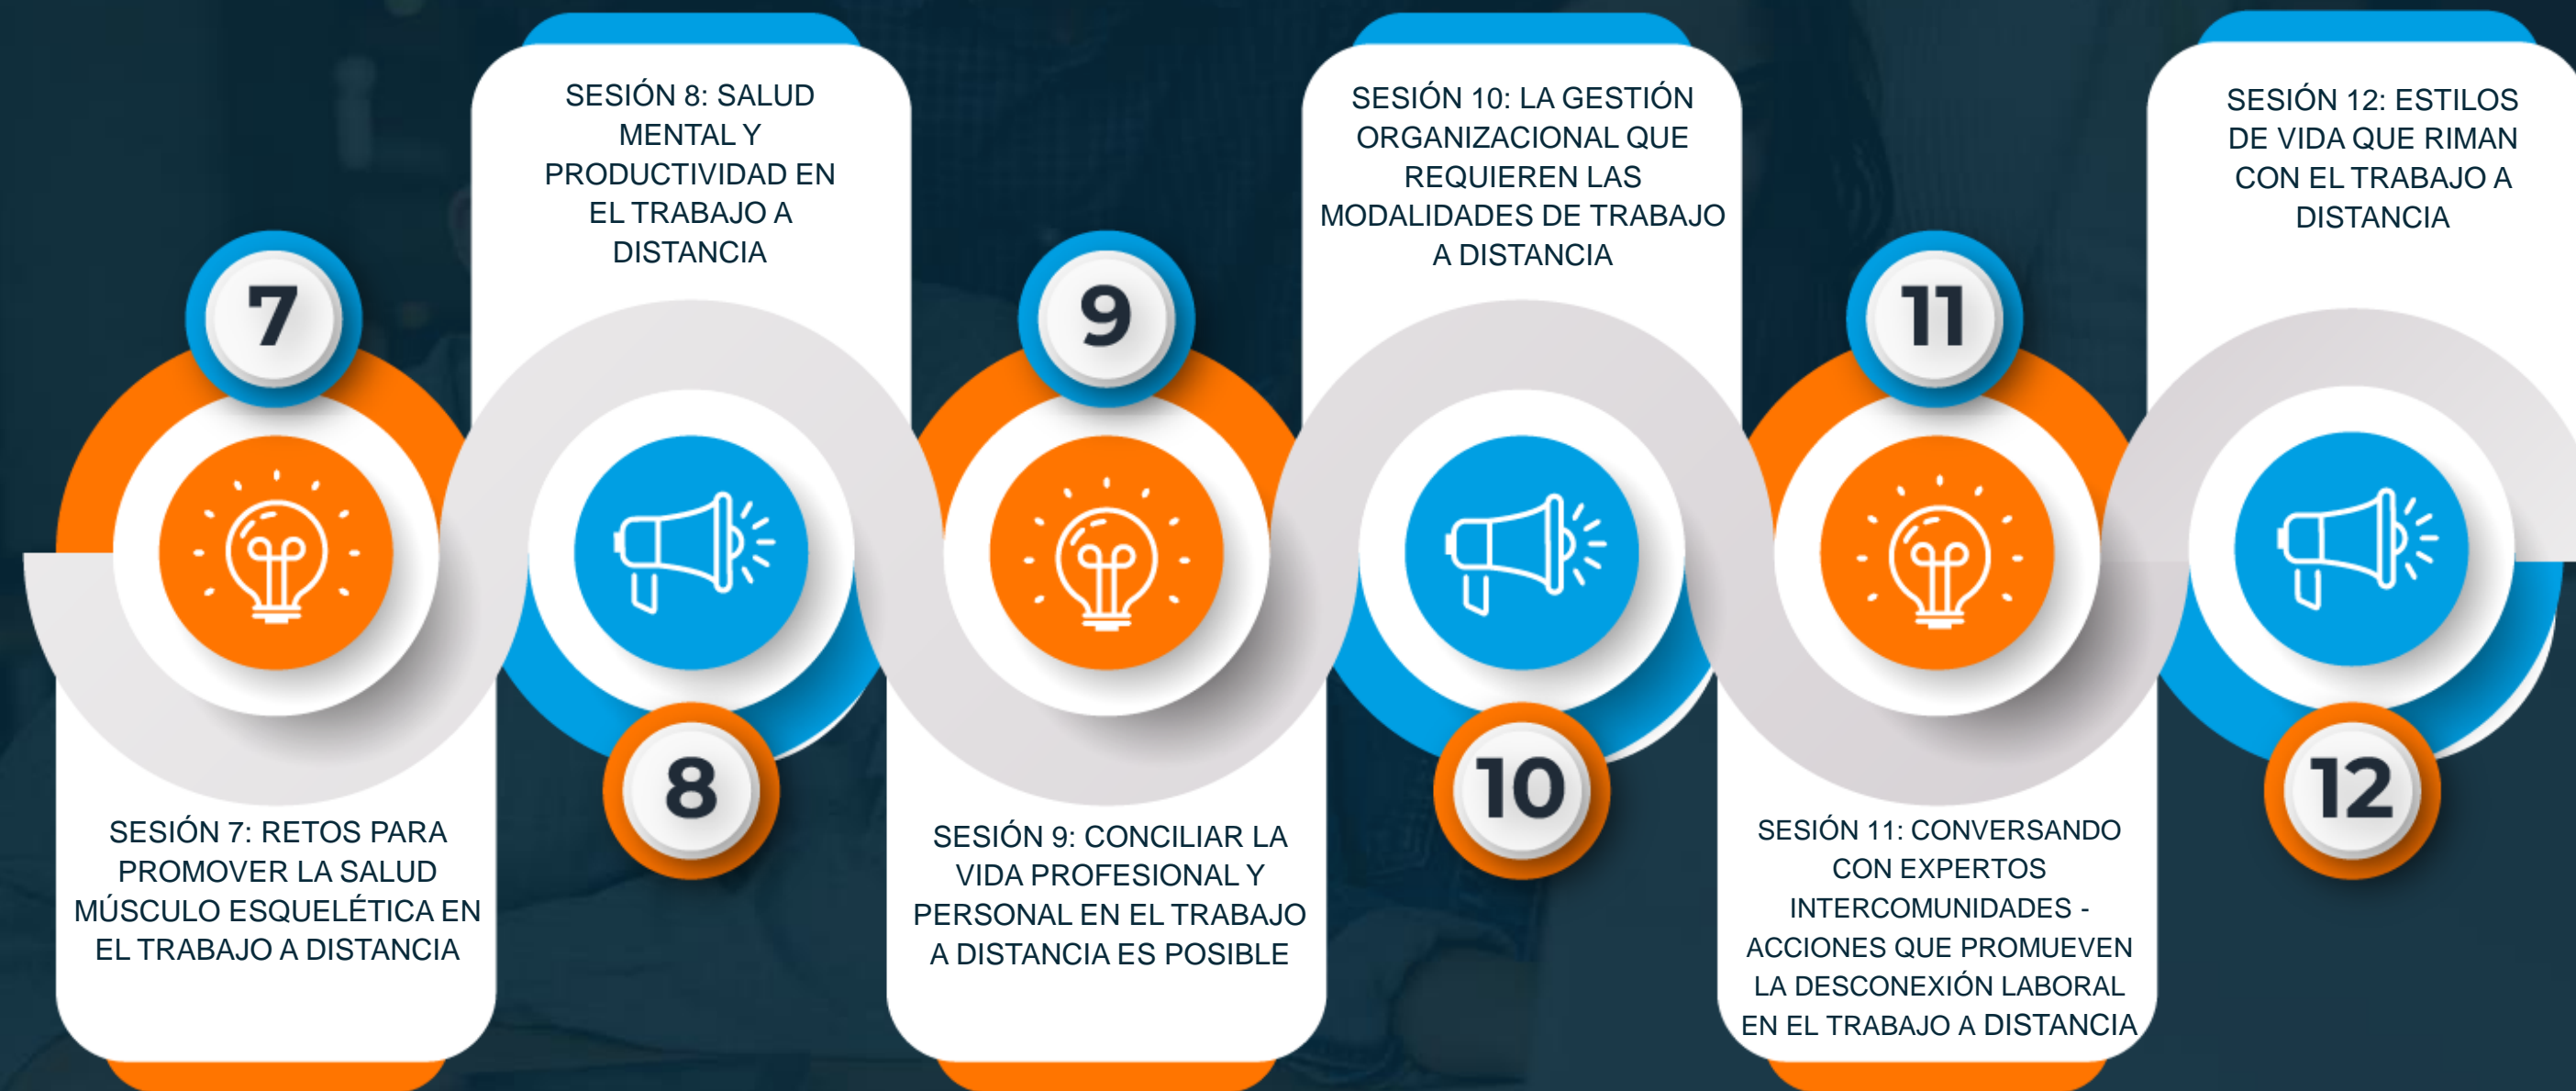 7
SESIÓN 7: RETOS PARA
PROMOVER LA SALUD
MÚSCULO ESQUELÉTICA EN
EL TRABAJO A DISTANCIA
SESIÓN 8: SALUD
MENTAL Y
PRODUCTIVIDAD EN
EL TRABAJO A
DISTANCIA
8
9
SESIÓN 9: CONCILIAR LA
VIDA PROFESIONAL Y
PERSONAL EN EL TRABAJO
A DISTANCIA ES POSIBLE
SESIÓN 10: LA GESTIÓN
ORGANIZACIONAL QUE
REQUIEREN LAS
MODALIDADES DE TRABAJO
A DISTANCIA
10
11
SESIÓN 11: CONVERSANDO
CON EXPERTOS
INTERCOMUNIDADES -
ACCIONES QUE PROMUEVEN
LA DESCONEXIÓN LABORAL
EN EL TRABAJO A DISTANCIA
SESIÓN 12: ESTILOS
DE VIDA QUE RIMAN
CON EL TRABAJO A
DISTANCIA
12